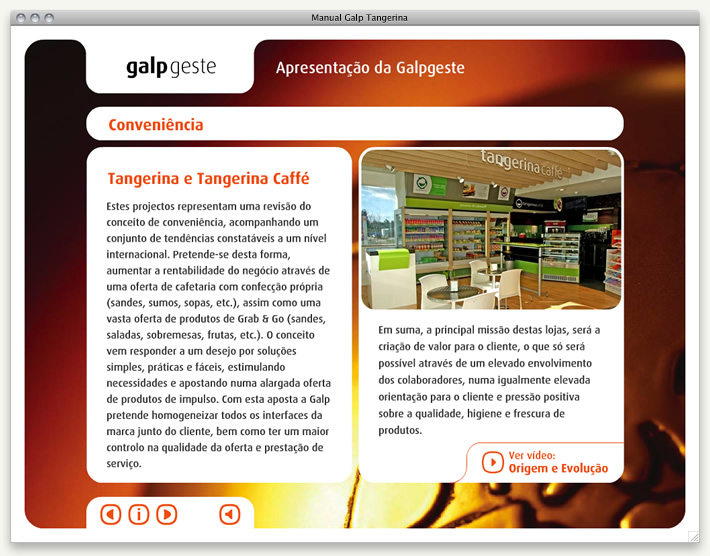 Manual Galp Tangerina
galpgeste
Apresentação da Galpgeste
Conveniência
Tangerina e Tangerina Caffé
Estes projectos representam uma revisão do
conceito de conveniência, acompanhando um
conjunto de tendências constatáveis a um nível
internacional. Pretende-se desta forma,
aumentar a rentabilidade do negócio através de
uma oferta de cafetaria com confecção própria
(sandes, sumos, sopas, etc.), assim como uma
vasta oferta de produtos de Grab & Go (sandes,
saladas, sobremesas, frutas, etc.). O conceito
vem responder a um desejo por soluções
simples, práticas e fáceis, estimulando
necessidades e apostando numa alargada oferta
de produtos de impulso. Com esta aposta a Galp
pretende homogeneizar todos os interfaces da
marca junto do cliente, bem como ter um maior
controlo na qualidade da oferta e prestação de
serviço.
tangerina caffé
Em suma, a principal missão destas lojas, será a
criação de valor para o cliente, o que só será
possível através de um elevado envolvimento
dos colaboradores, numa igualmente elevada
orientação para o cliente e pressão positiva
sobre a qualidade, higiene e frescura de
produtos.
Ver vídeo:
Origem e Evolução